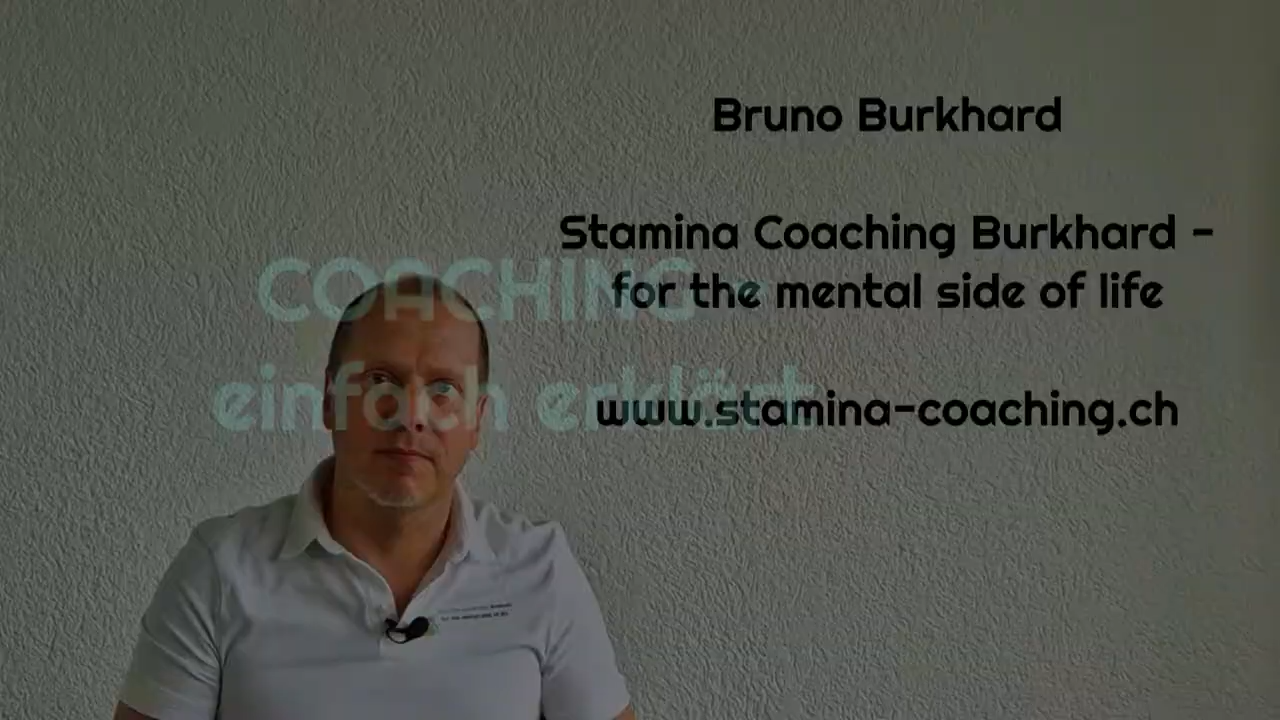 Bruno Burkhard
Stamina Coaching Burkhard -
for the mental side of life
www.stamina-coaching.ch
COACHING -
einfach erklärt